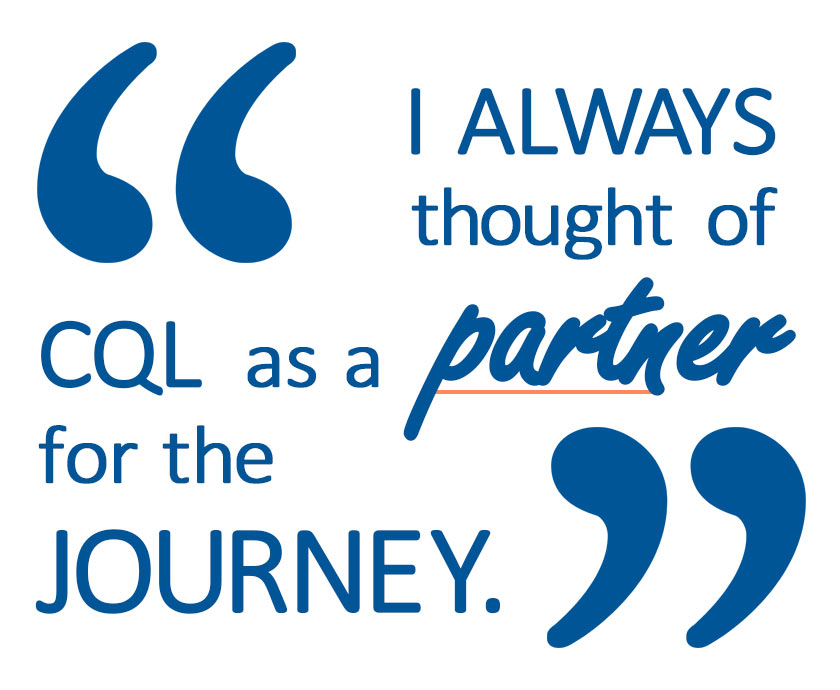 “ I ALWAYS
thought of
CQL as a partner
for the
JOURNEY. ”